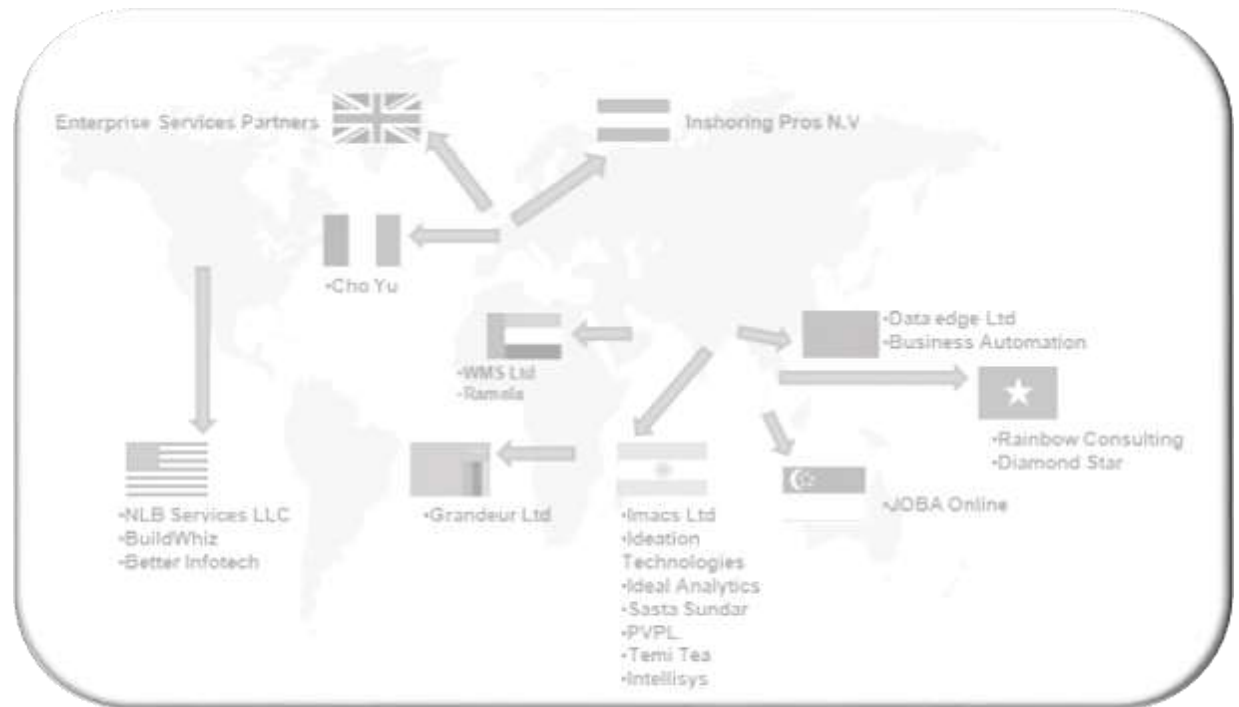 Enterprise Services Partners
Inshoring Pros N.V
•Cho Yu
•Data edge Ltd
•Business Automation
•WMS Ltd
•Ramela
•Rainbow Consulting
•Diamond Star
•NLB Services LLC
•BuildWhiz
•Better Infotech
•Grandeur Ltd
•Imacs Ltd
•Ideation
Technologies
•Ideal Analytics
•Sasta Sundar
•PVPL.
•Temi Tea
•Intellisys
•JOBA Online